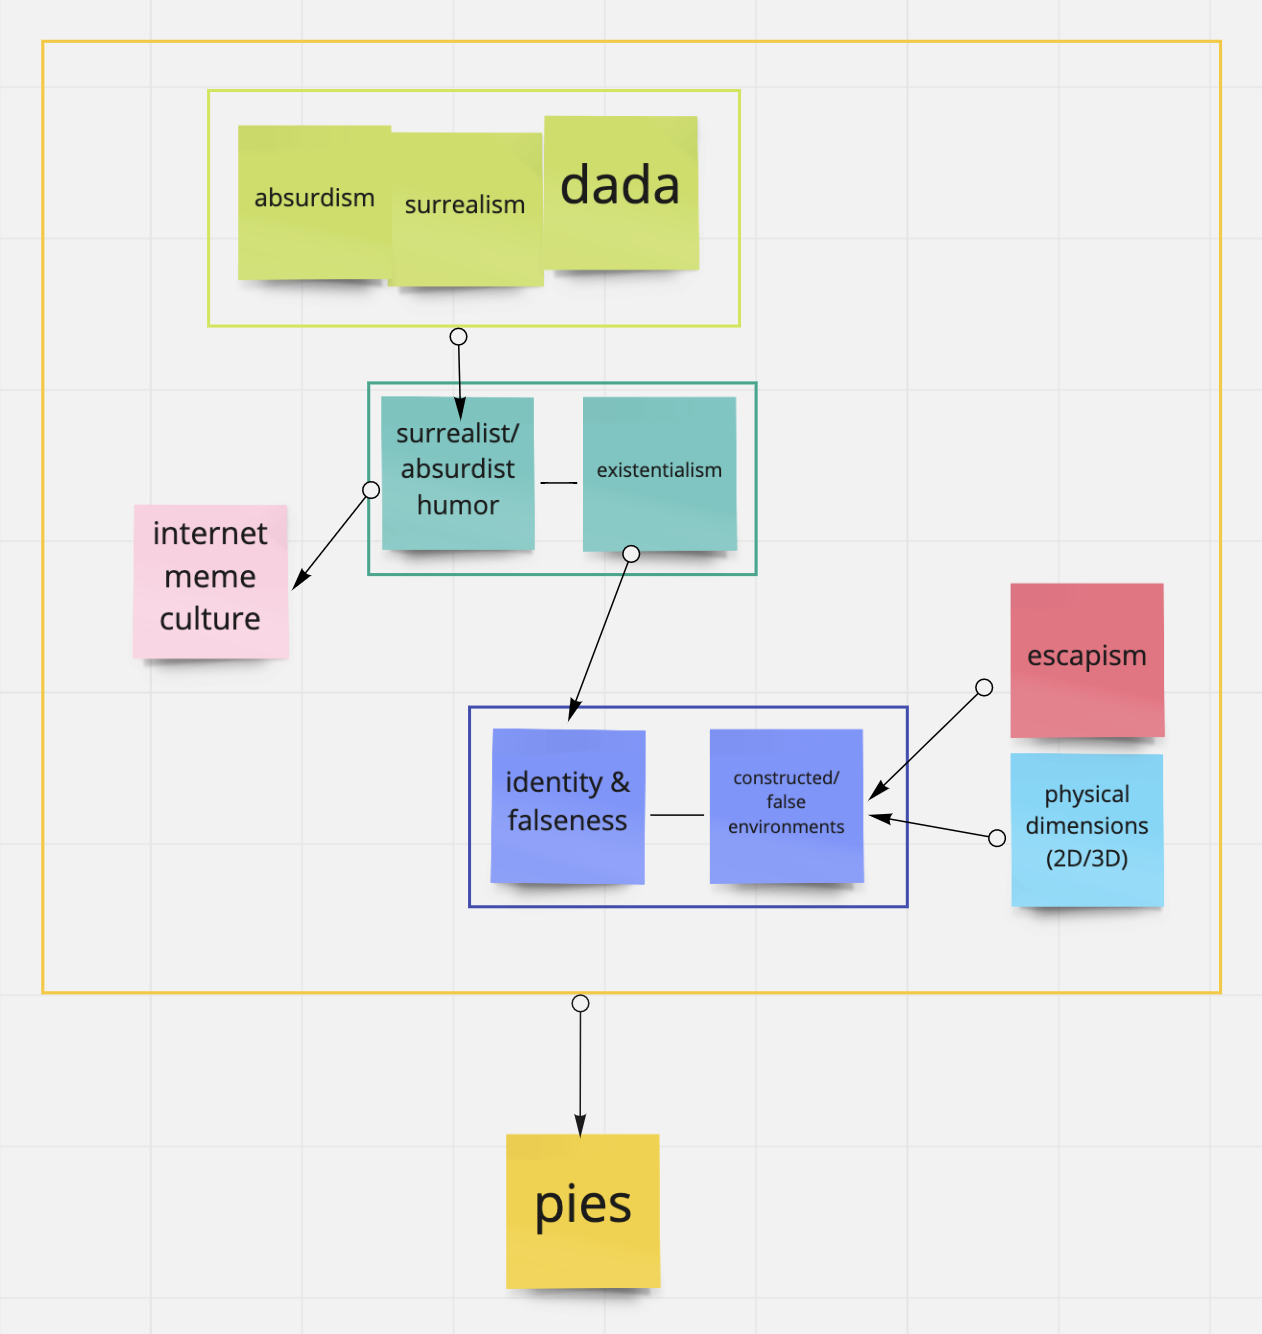 absurdism
surrealism
dada
surrealist/
absurdist
humor
existentialism
internet
meme
culture
escapism
identity &
falseness
constructed/
false
environments
physical
dimensions
(2D/3D)
pies